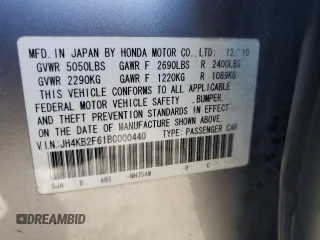 MFD. IN JAPAN BY HONDA MOTOR CO., LTD. 12/10
GVWR 5050LBS GAWR F 2690LBS R 2400LBS
GVWR 2290KG GAWR F 1220KG R 1089KG
THIS VEHICLE CONFORMS TO ALL APPLICABLE
FEDERAL MOTOR VEHICLE SAFETY, BUMPER,
AND THEFT PREVENTION STANDARDS IN EFFECT
ON THE DATE OF MANUFACTURE SHOWN ABOVE.
V.I.N:JH4KB2F61BC000440 TYPE: PASSENGER CAR
SJA B ABS -NH754M -B -C